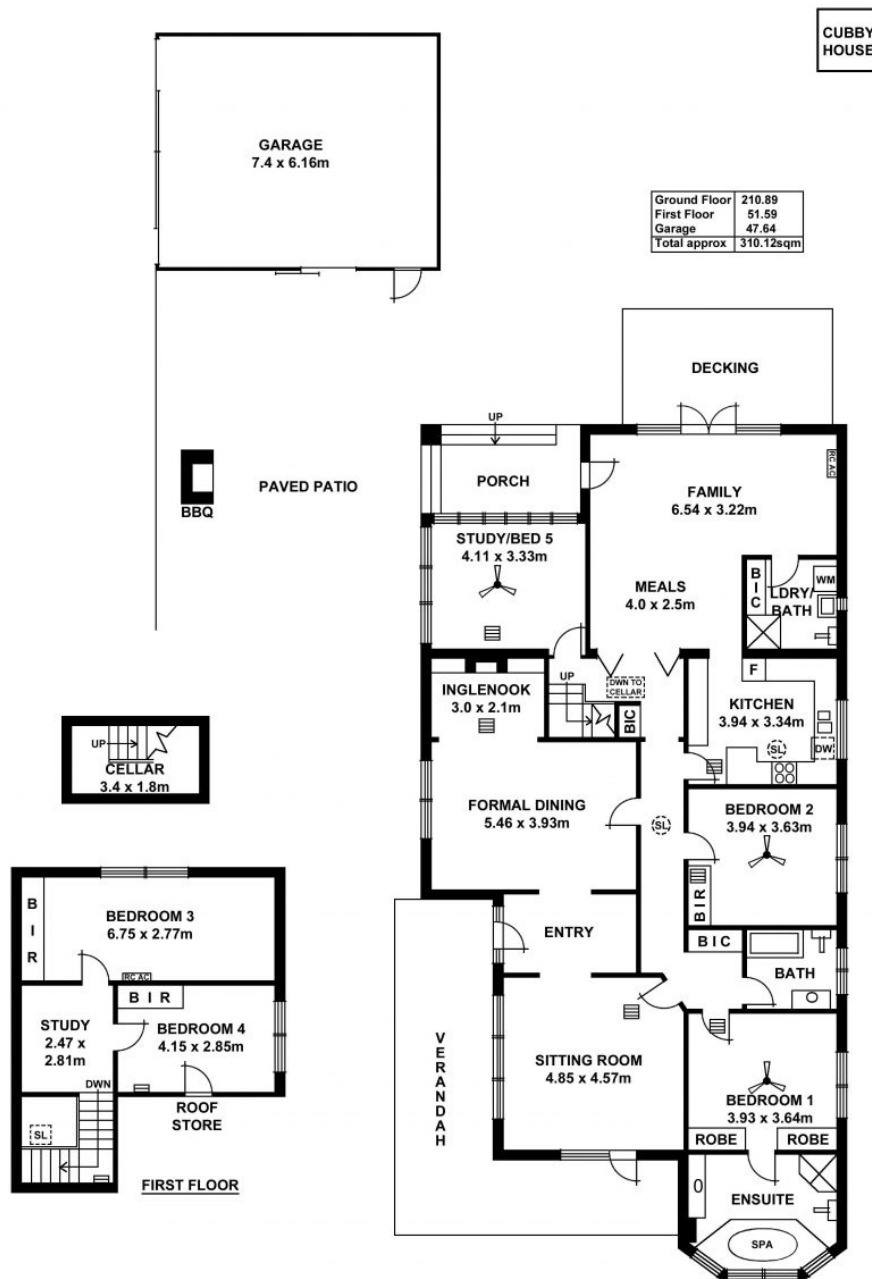 CUBBY
HOUSE
GARAGE
7.4 x 6.16m
Ground Floor 210.89
First Floor 51.59
Garage 47.64
Total approx 310.12sqm
DECKING
UP
PORCH
RC AC
FAMILY
6.54 x 3.22m
PAVED PATIO
BBQ
STUDY/BED 5
4.11 x 3.33m
MEALS
4.0 x 2.5m
BIC
WM
LDRY/
BATH
INGLENOOK
3.0 x 2.1m
UP
DWN TO
CELLAR
BIC
F
KITCHEN
3.94 x 3.34m
SL
DW
UP
CELLAR
3.4 x 1.8m
FORMAL DINING
5.46 x 3.93m
SL
BEDROOM 2
3.94 x 3.63m
BIR
BIR
BEDROOM 3
6.75 x 2.77m
RC AC
ENTRY
BIC
BATH
STUDY
2.47 x
2.81m
BIR
BEDROOM 4
4.15 x 2.85m
DWN
ROOF
STORE
SL
FIRST FLOOR
VERANDAH
SITTING ROOM
4.85 x 4.57m
BEDROOM 1
3.93 x 3.64m
ROBE
ROBE
ENSUITE
SPA